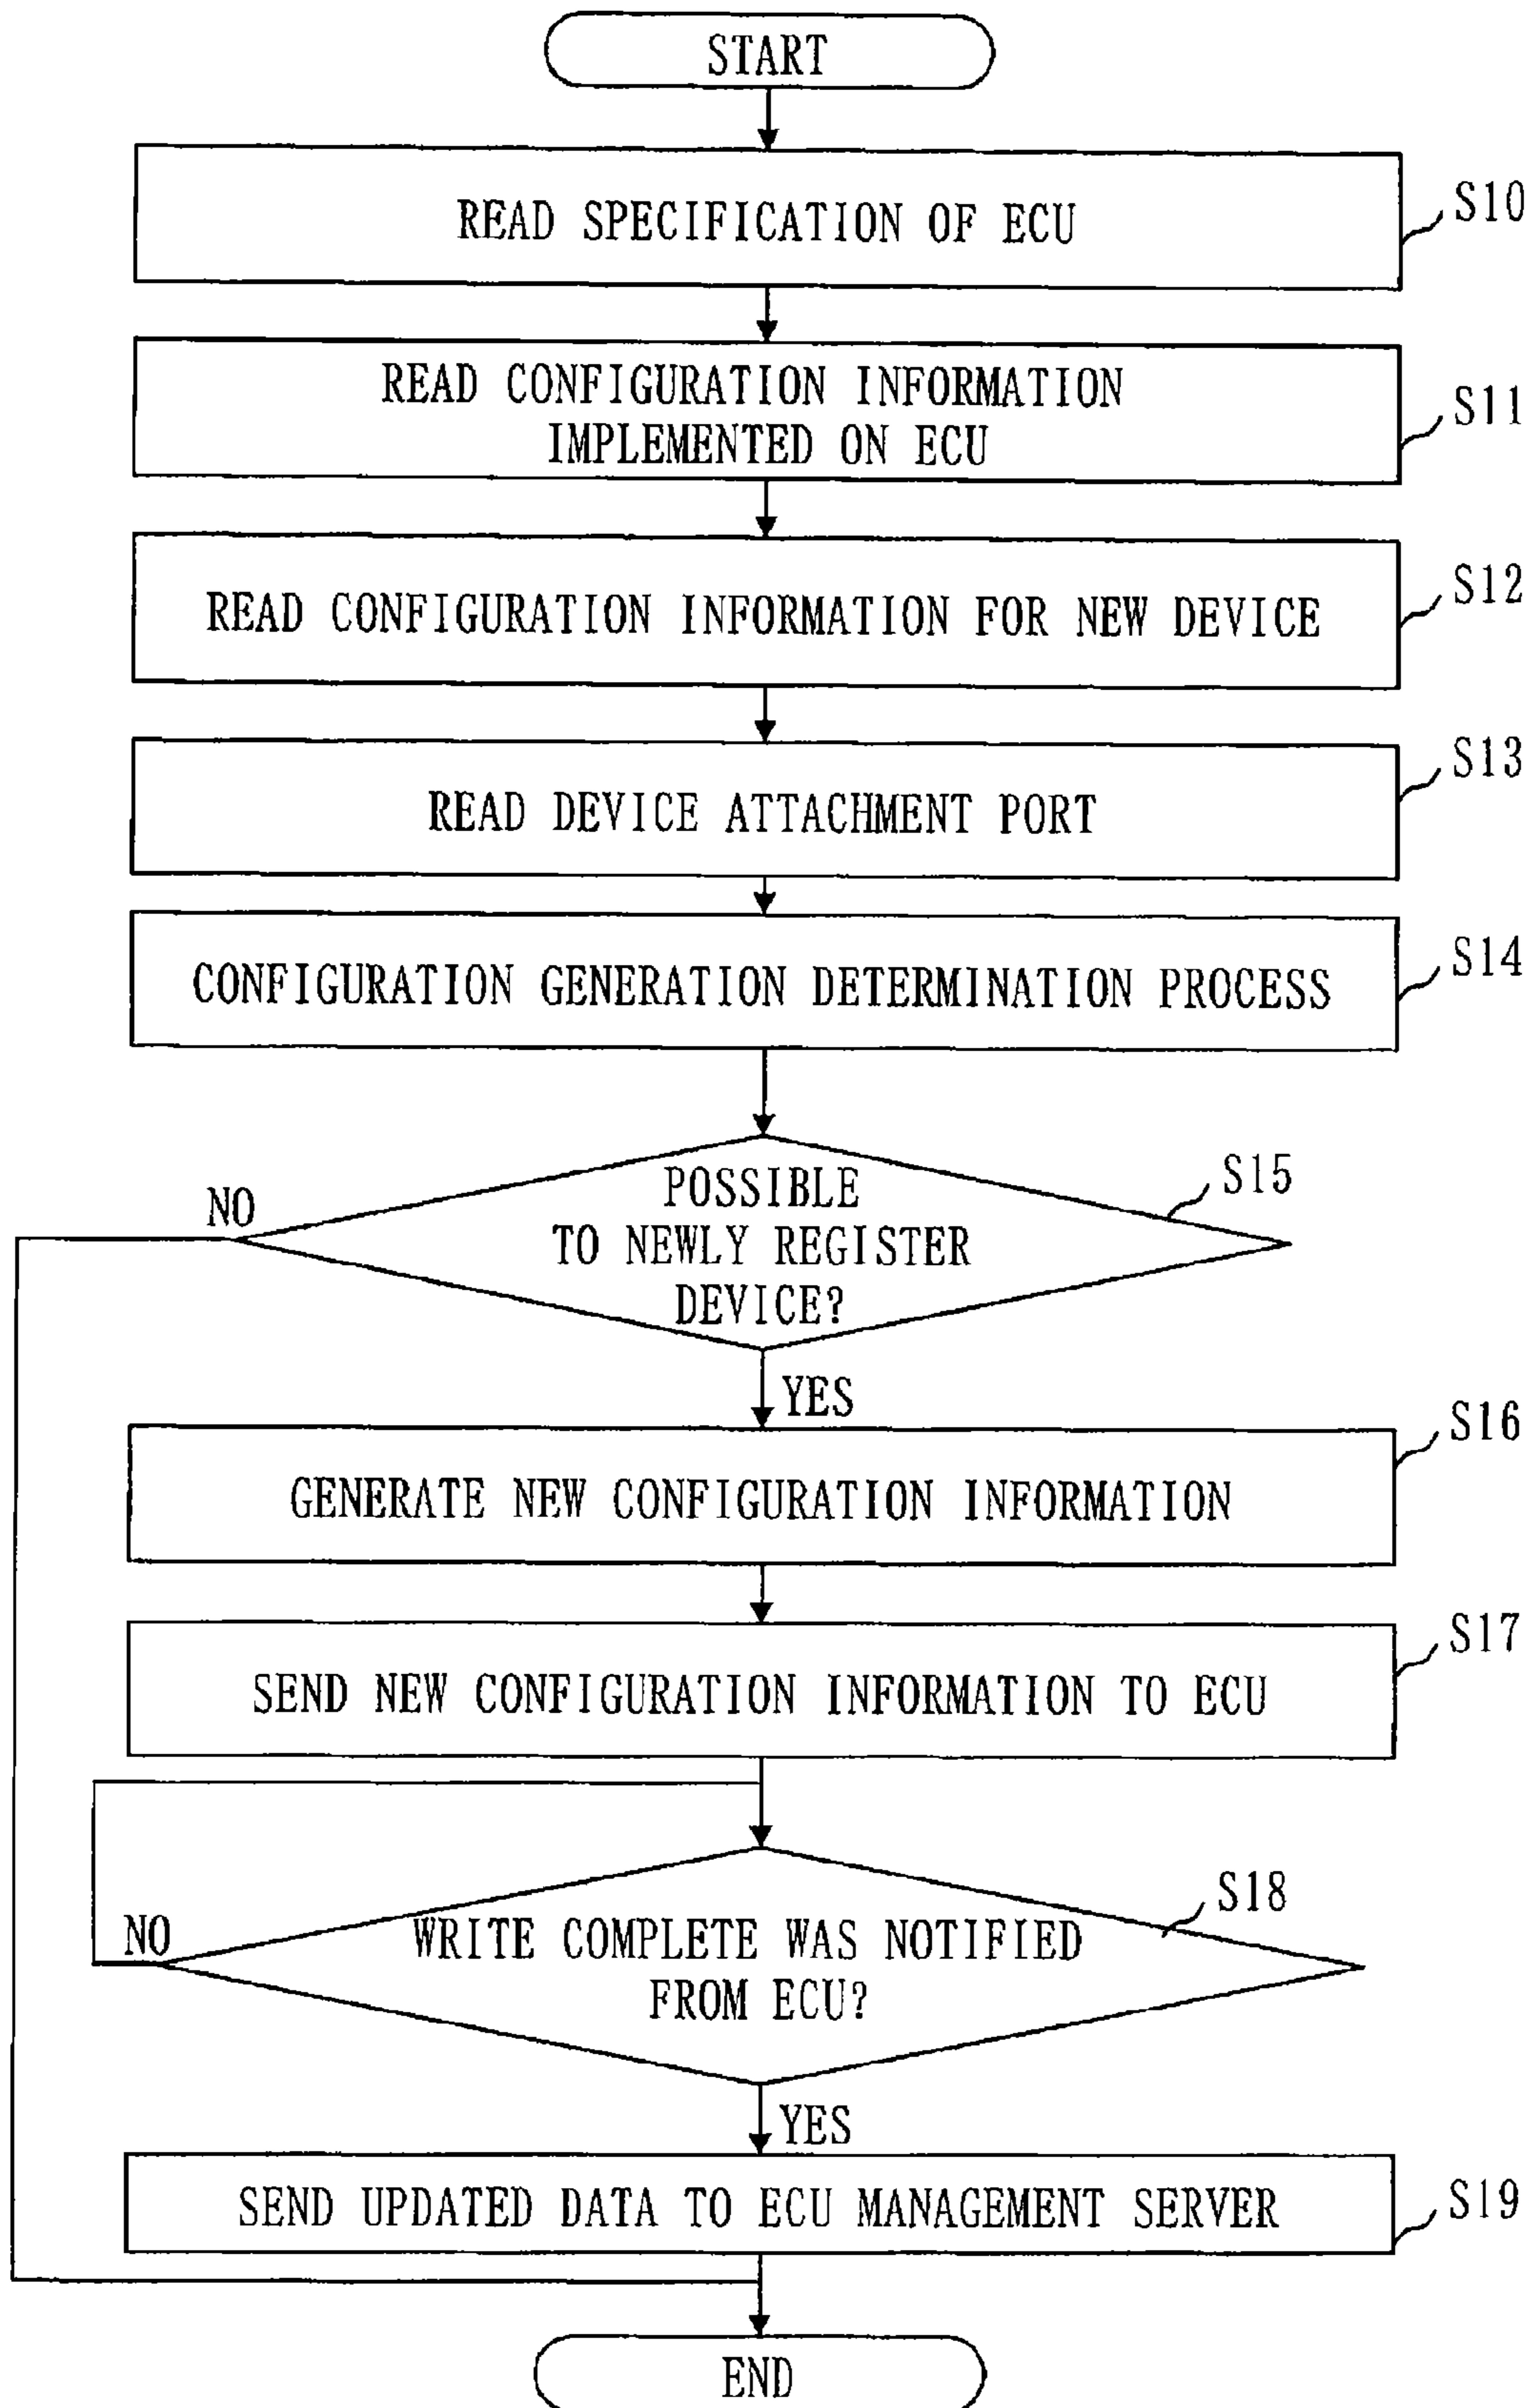 START
READ SPECIFICATION OF ECU
S10
READ CONFIGURATION INFORMATION
IMPLEMENTED ON ECU
S11
READ CONFIGURATION INFORMATION FOR NEW DEVICE
S12
READ DEVICE ATTACHMENT PORT
S13
CONFIGURATION GENERATION DETERMINATION PROCESS
S14
POSSIBLE
TO NEWLY REGISTER
DEVICE?
S15
NO
YES
GENERATE NEW CONFIGURATION INFORMATION
S16
SEND NEW CONFIGURATION INFORMATION TO ECU
S17
WRITE COMPLETE WAS NOTIFIED
FROM ECU?
S18
NO
YES
SEND UPDATED DATA TO ECU MANAGEMENT SERVER
S19
END